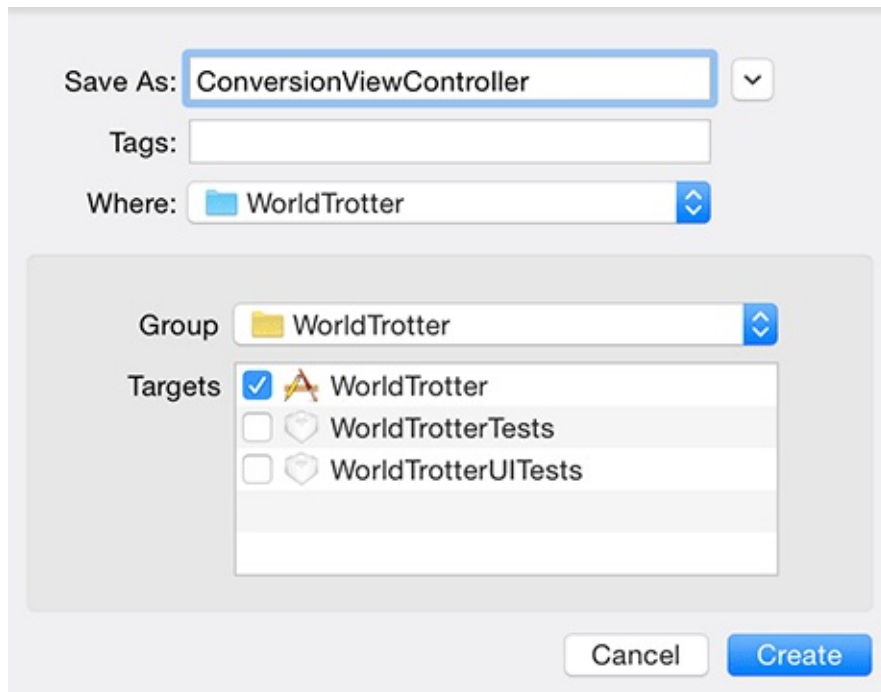 Save As: ConversionViewController
Tags:
Where: WorldTrotter
Group WorldTrotter
Targets WorldTrotter
WorldTrotterTests
WorldTrotterUITests
Cancel Create